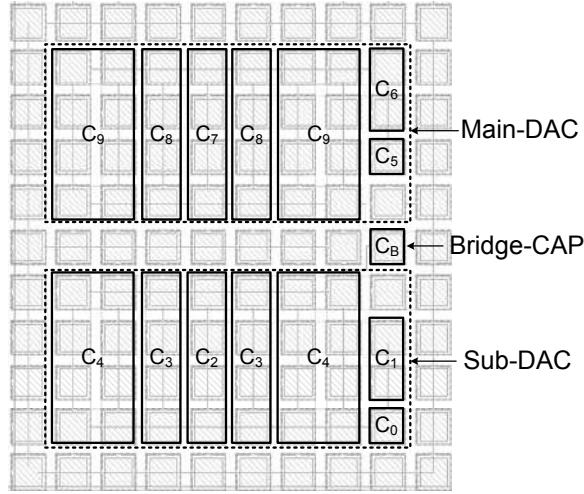 C₆
C₉ C₈ C₇ C₈ C₉
Main-DAC
C₅
C_B
Bridge-CAP
C₄ C₃ C₂ C₃ C₄ C₁
Sub-DAC
C₀